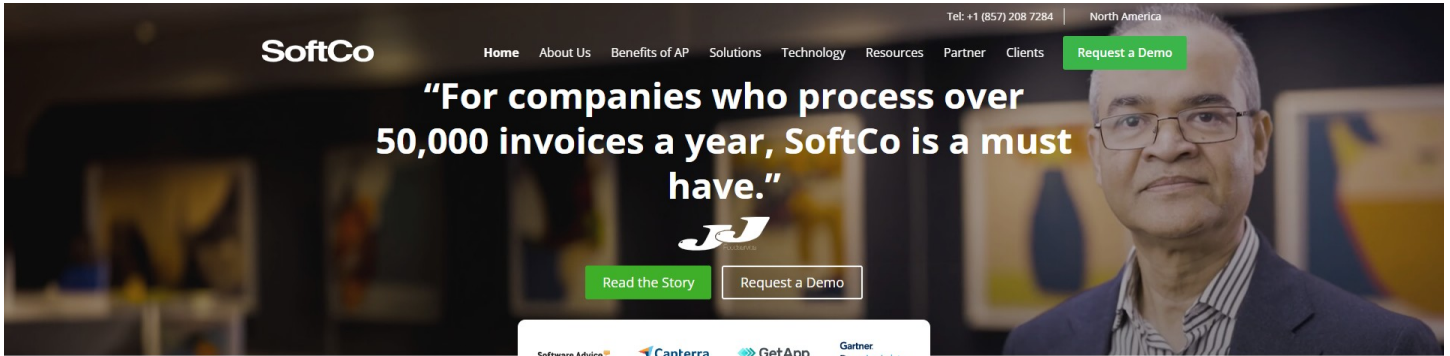 Tel: +1 (857) 208 7284
North America
SoftCo
Home
About Us
Benefits of AP
Solutions
Technology
Resources
Partner
Clients
Request a Demo
“For companies who process over
50,000 invoices a year, SoftCo is a must
have.”
JJ
Foodservice
Read the Story
Request a Demo
Software Advice
Capterra
GetApp
Gartner